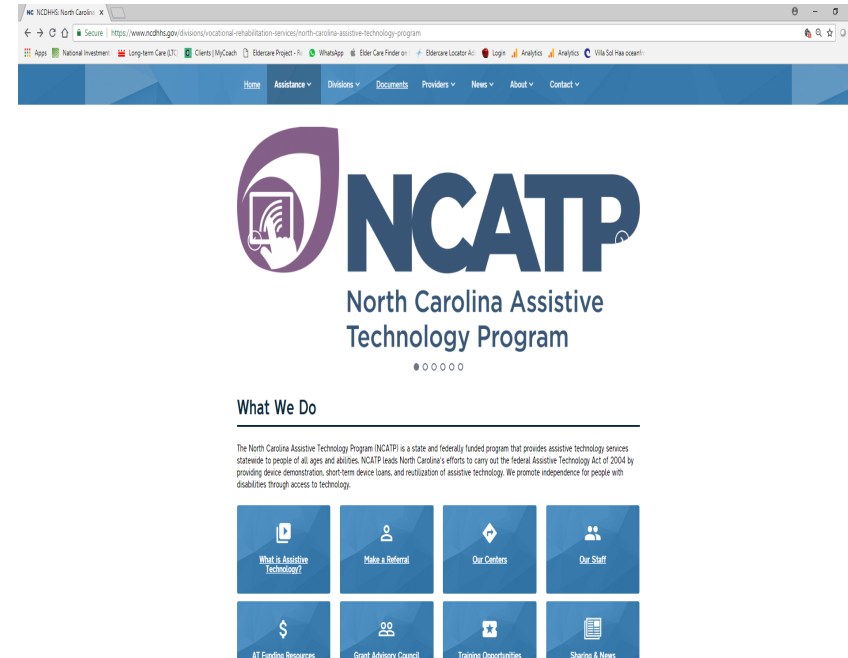 NC NCDHHS: North Carolina
Secure | https://www.ncdhhs.gov/divisions/vocational-rehabilitation-services/north-carolina-assistive-technology-program
Apps National Investment Long-term Care (LTC) Clients | MyCoach Eldercare Project - WhatsApp Elder Care Finder on Eldercare Locator Login Analytics Analytics Villa Sol Haa
Home Assistance Divisions Documents Providers News About Contact
NCATP
North Carolina Assistive
Technology Program
What We Do
The North Carolina Assistive Technology Program (NCATP) is a state and federally funded program that provides assistive technology services
statewide to people of all ages and abilities. NCATP leads North Carolina's efforts to carry out the federal Assistive Technology Act of 2004 by
providing device demonstration, short-term device loans, and reutilization of assistive technology. We promote independence for people with
disabilities through access to technology.
What is Assistive
Technology?
Make a Referral
Our Centers
Our Staff
AT Funding Resources
Grant Advisory Council
Training Opportunities
Sharing & News